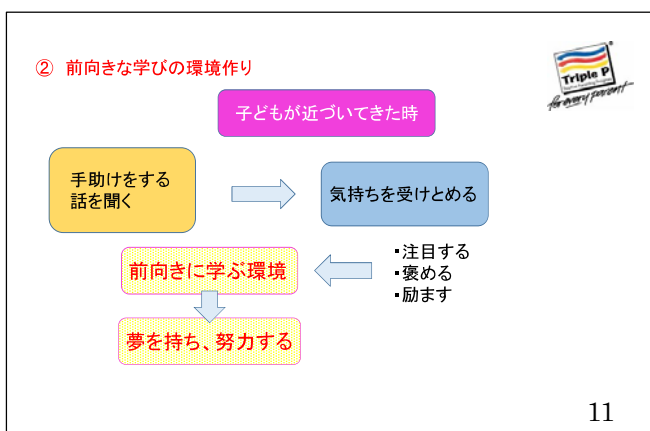 ② 前向きな学びの環境作り
Triple P
for every parent
子どもが近づいてきた時
手助けをする
話を聞く
気持ちを受けとめる
・注目する
・褒める
・励ます
前向きに学ぶ環境
夢を持ち、努力する
11